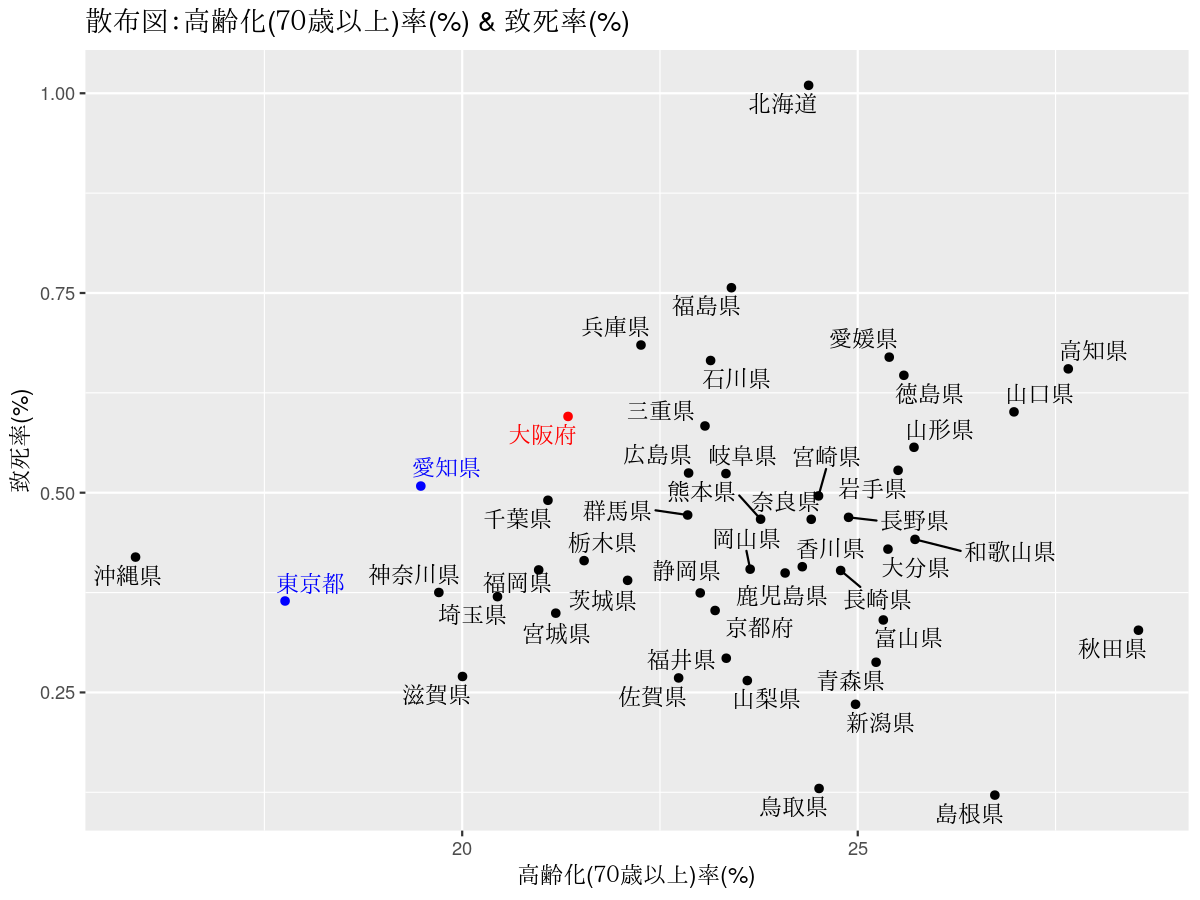 散布図:高齢化(70歳以上)率(%) & 致死率(%)
1.00
北海道
0.75
福島県
兵庫県
愛媛県
高知県
石川県
徳島県
山口県
三重県
大阪府
山形県
広島県
岐阜県
宮崎県
愛知県
0.50
熊本県
岩手県
奈良県
群馬県
千葉県
長野県
岡山県
栃木県
香川県
和歌山県
大分県
静岡県
沖縄県
神奈川県
東京都
福岡県
鹿児島県
茨城県
長崎県
埼玉県
京都府
宮城県
富山県
秋田県
福井県
青森県
0.25
滋賀県
佐賀県
山梨県
新潟県
鳥取県
島根県
20
25
高齢化(70歳以上)率(%)
致死率(%)